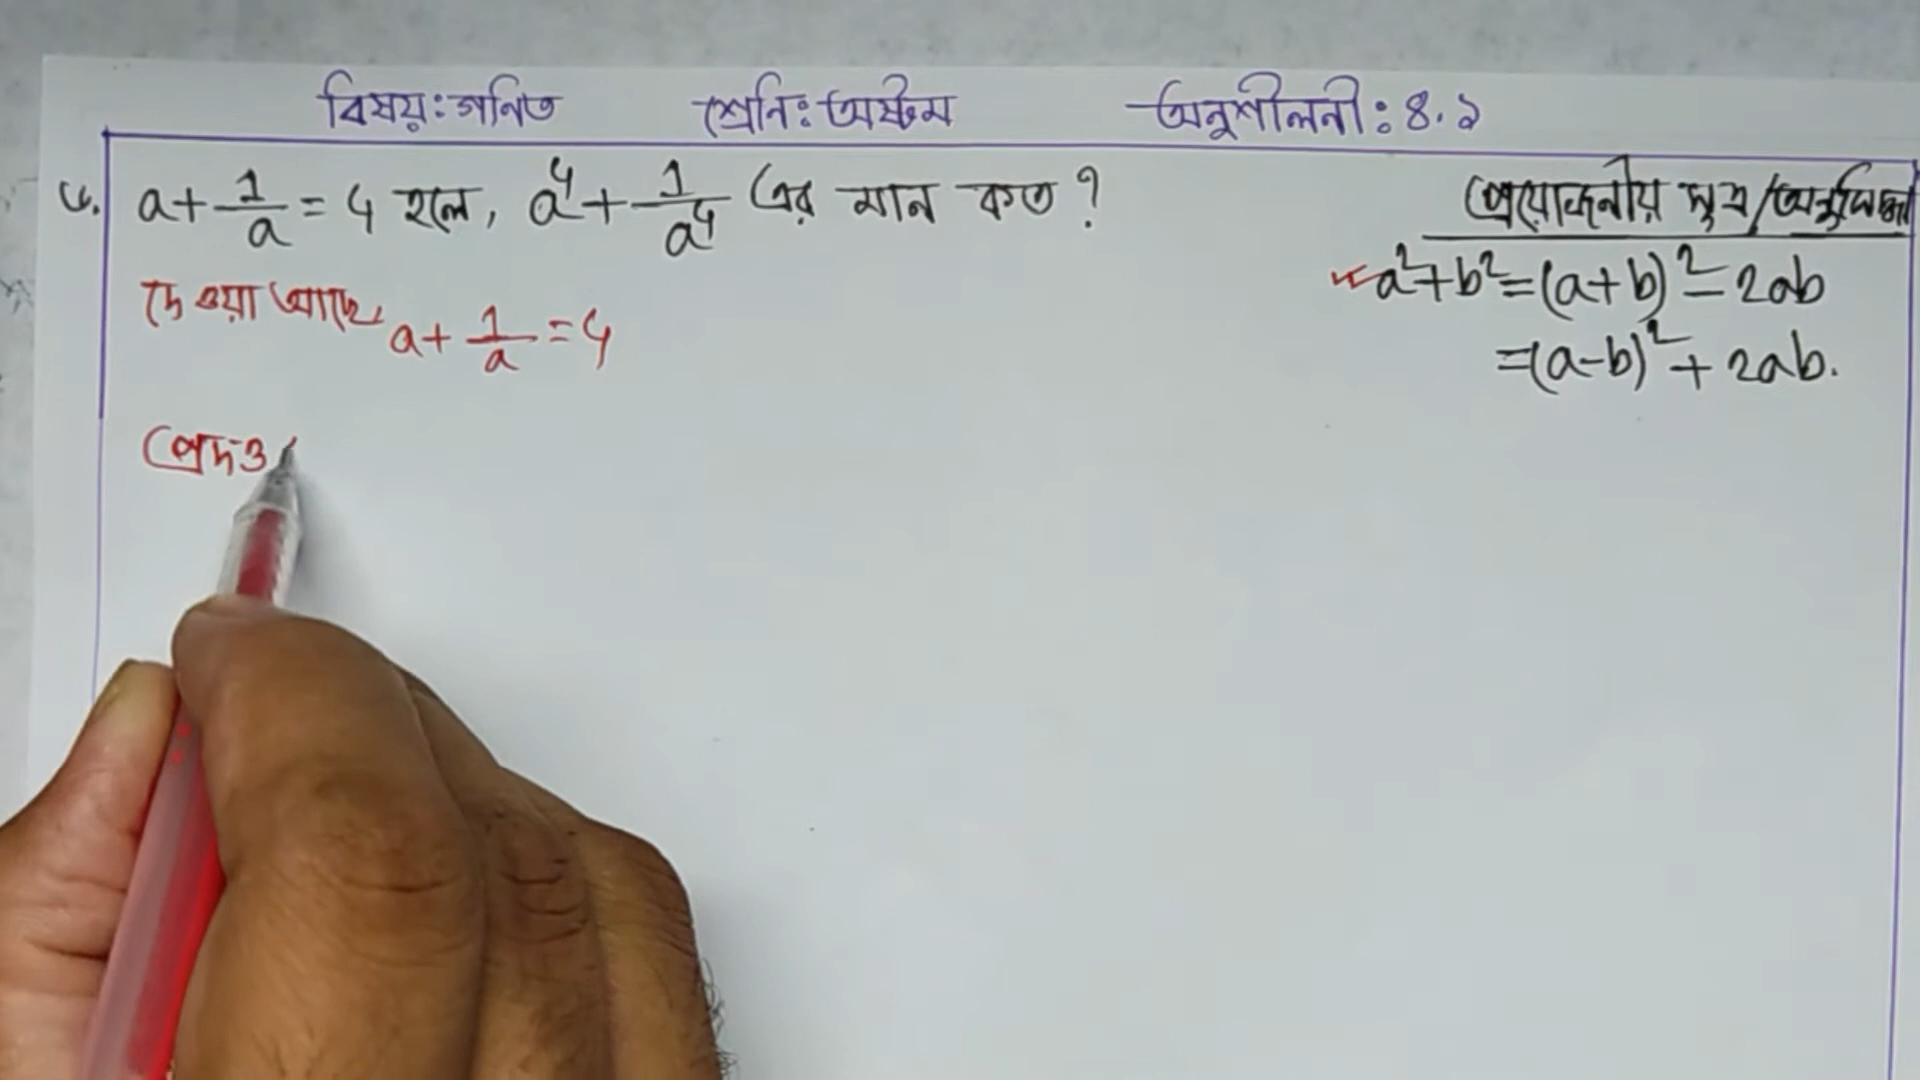 বিষয়: গনিত শ্রেনি: অষ্টম অনুশীলনী: ৪.১
৬. a + 1/a = 4 হলে, a⁴ + 1/a⁴ এর মান কত?
প্রয়োজনীয় সূত্র/অনুসিদ্ধান্ত
a² + b² = (a+b)² – 2ab
= (a-b)² + 2ab.
দেওয়া আছে, a + 1/a = 4
প্রদত্ত